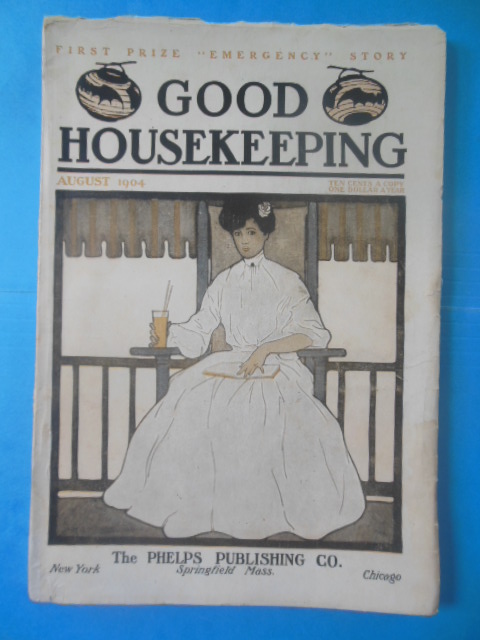 FIRST PRIZE "EMERGENCY" STORY
GOOD
HOUSEKEEPING
AUGUST 1904
TEN CENTS A COPY
ONE DOLLAR A YEAR
The PHELPS PUBLISHING CO.
New York Springfield Mass. Chicago